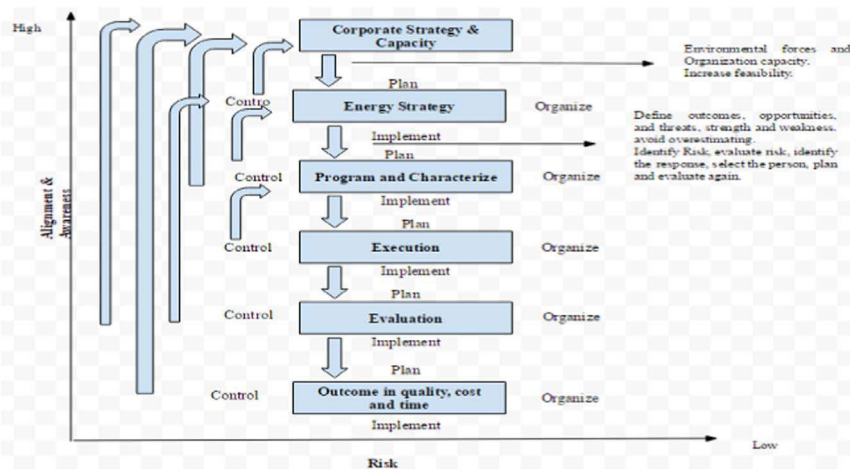 High
Corporate Strategy &
Capacity
Environmental forces and
Organization capacity.
Increase feasibility.
Plan
Contro
Energy Strategy
Organize
Define outcomes, opportunities,
and threats, strength and weakness.
avoid overestimating.
Identify Risk, evaluate risk, identify
the response, select the person, plan
and evaluate again.
Implement
Plan
Control
Program and Characterize
Organize
Implement
Plan
Alignment &
Awareness
Control
Execution
Organize
Implement
Plan
Control
Evaluation
Organize
Implement
Plan
Control
Outcome in quality, cost
and time
Organize
Implement
Low
Risk